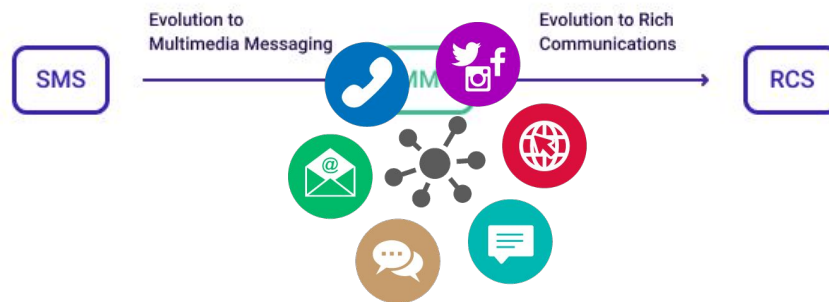 Evolution to
Multimedia Messaging
Evolution to Rich
Communications
SMS
RCS
@